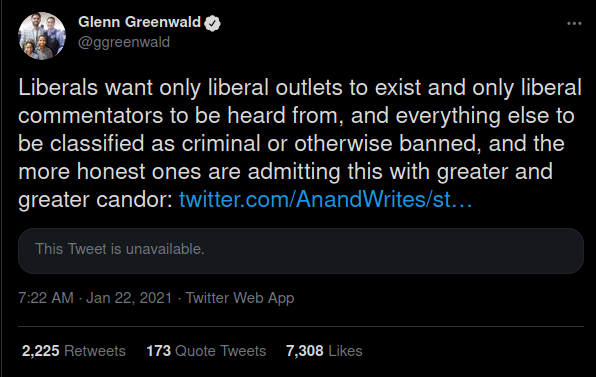 Glenn Greenwald
@ggreenwald
Liberals want only liberal outlets to exist and only liberal
commentators to be heard from, and everything else to
be classified as criminal or otherwise banned, and the
more honest ones are admitting this with greater and
greater candor: twitter.com/AnandWrites/st…
This Tweet is unavailable.
7:22 AM · Jan 22, 2021 · Twitter Web App
2,225 Retweets 173 Quote Tweets 7,308 Likes